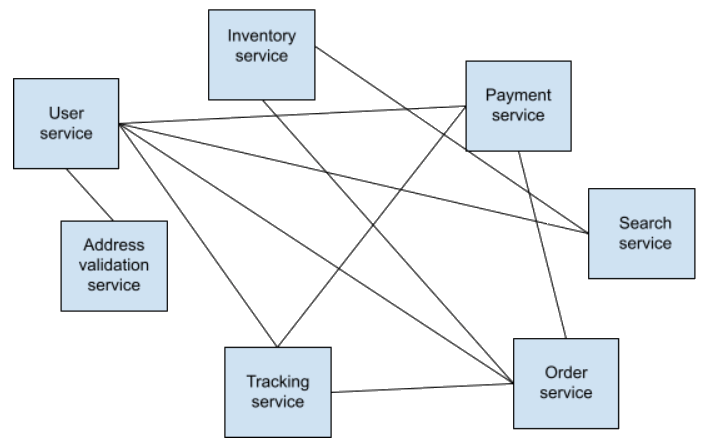 Inventory
service
User
service
Payment
service
Address
validation
service
Search
service
Tracking
service
Order
service